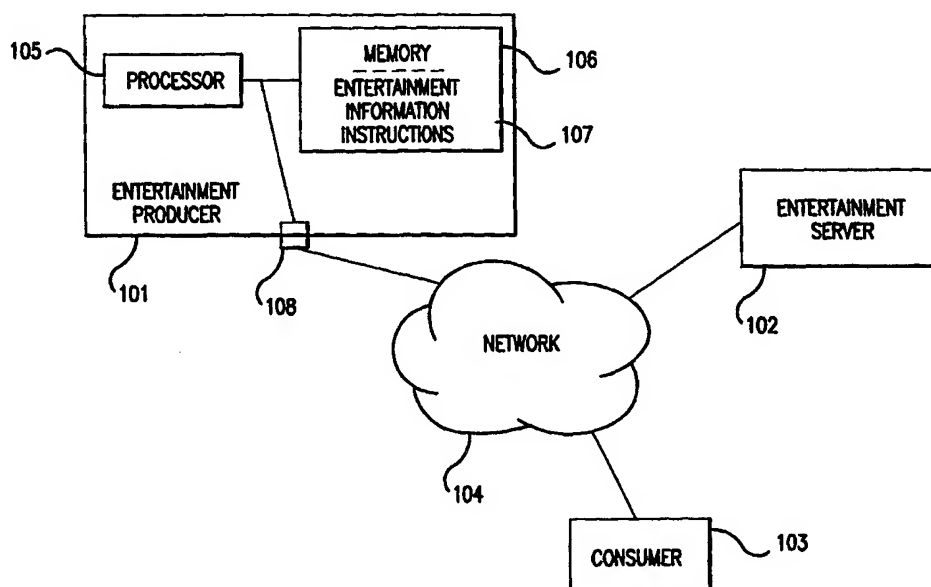 105
PROCESSOR
MEMORY
106
ENTERTAINMENT
INFORMATION
INSTRUCTIONS
107
ENTERTAINMENT
PRODUCER
101
108
ENTERTAINMENT
SERVER
102
NETWORK
104
CONSUMER
103